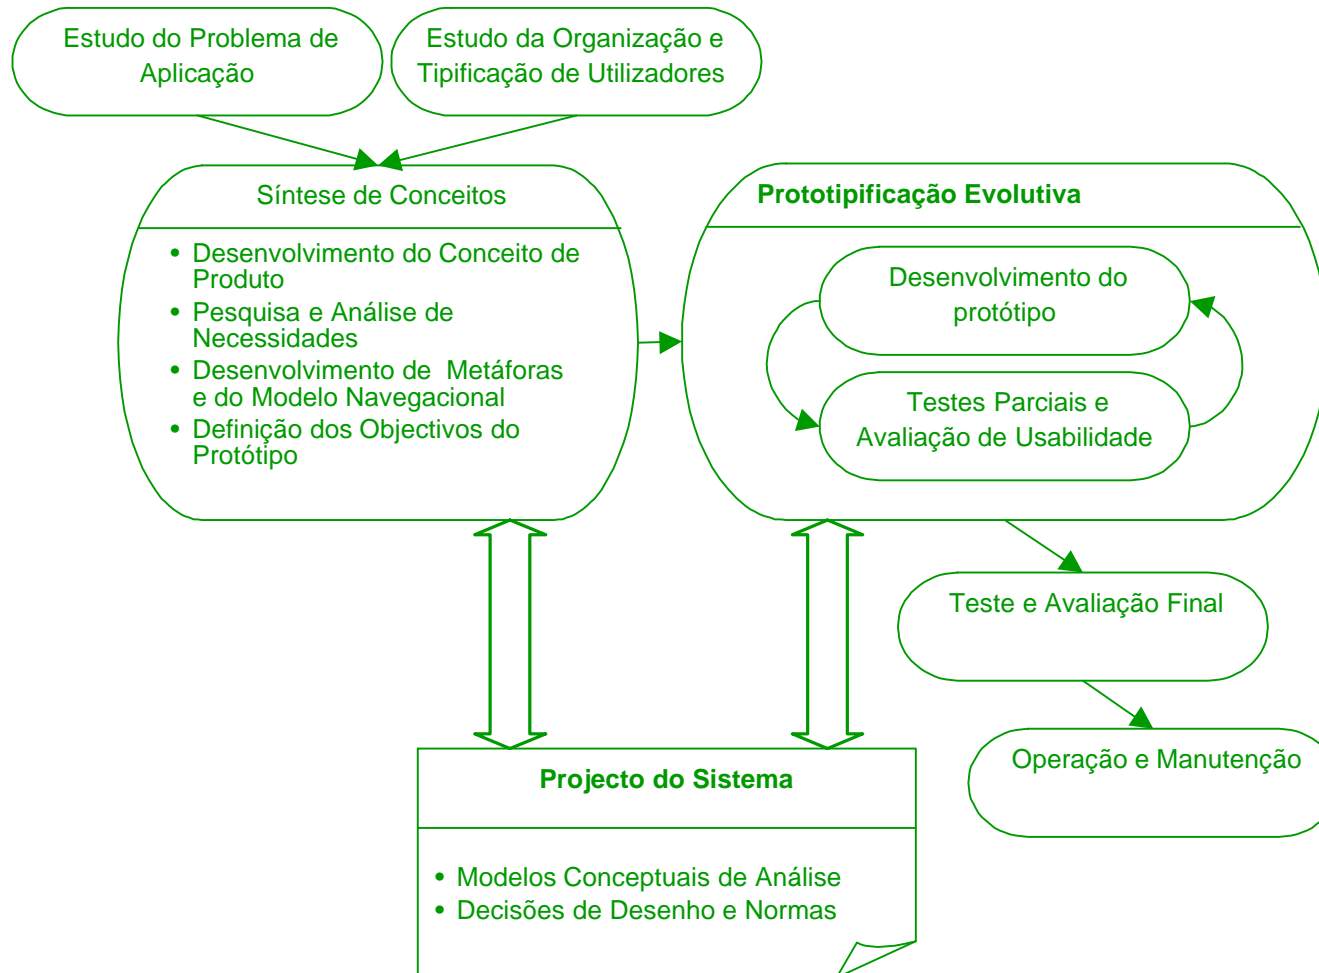 Estudo do Problema de
Aplicação
Estudo da Organização e
Tipificação de Utilizadores
Síntese de Conceitos
• Desenvolvimento do Conceito de
Produto
• Pesquisa e Análise de
Necessidades
• Desenvolvimento de Metáforas
e do Modelo Navegacional
• Definição dos Objectivos do
Protótipo
Prototipificação Evolutiva
Desenvolvimento do
protótipo
Testes Parciais e
Avaliação de Usabilidade
Teste e Avaliação Final
Operação e Manutenção
Projecto do Sistema
• Modelos Conceptuais de Análise
• Decisões de Desenho e Normas